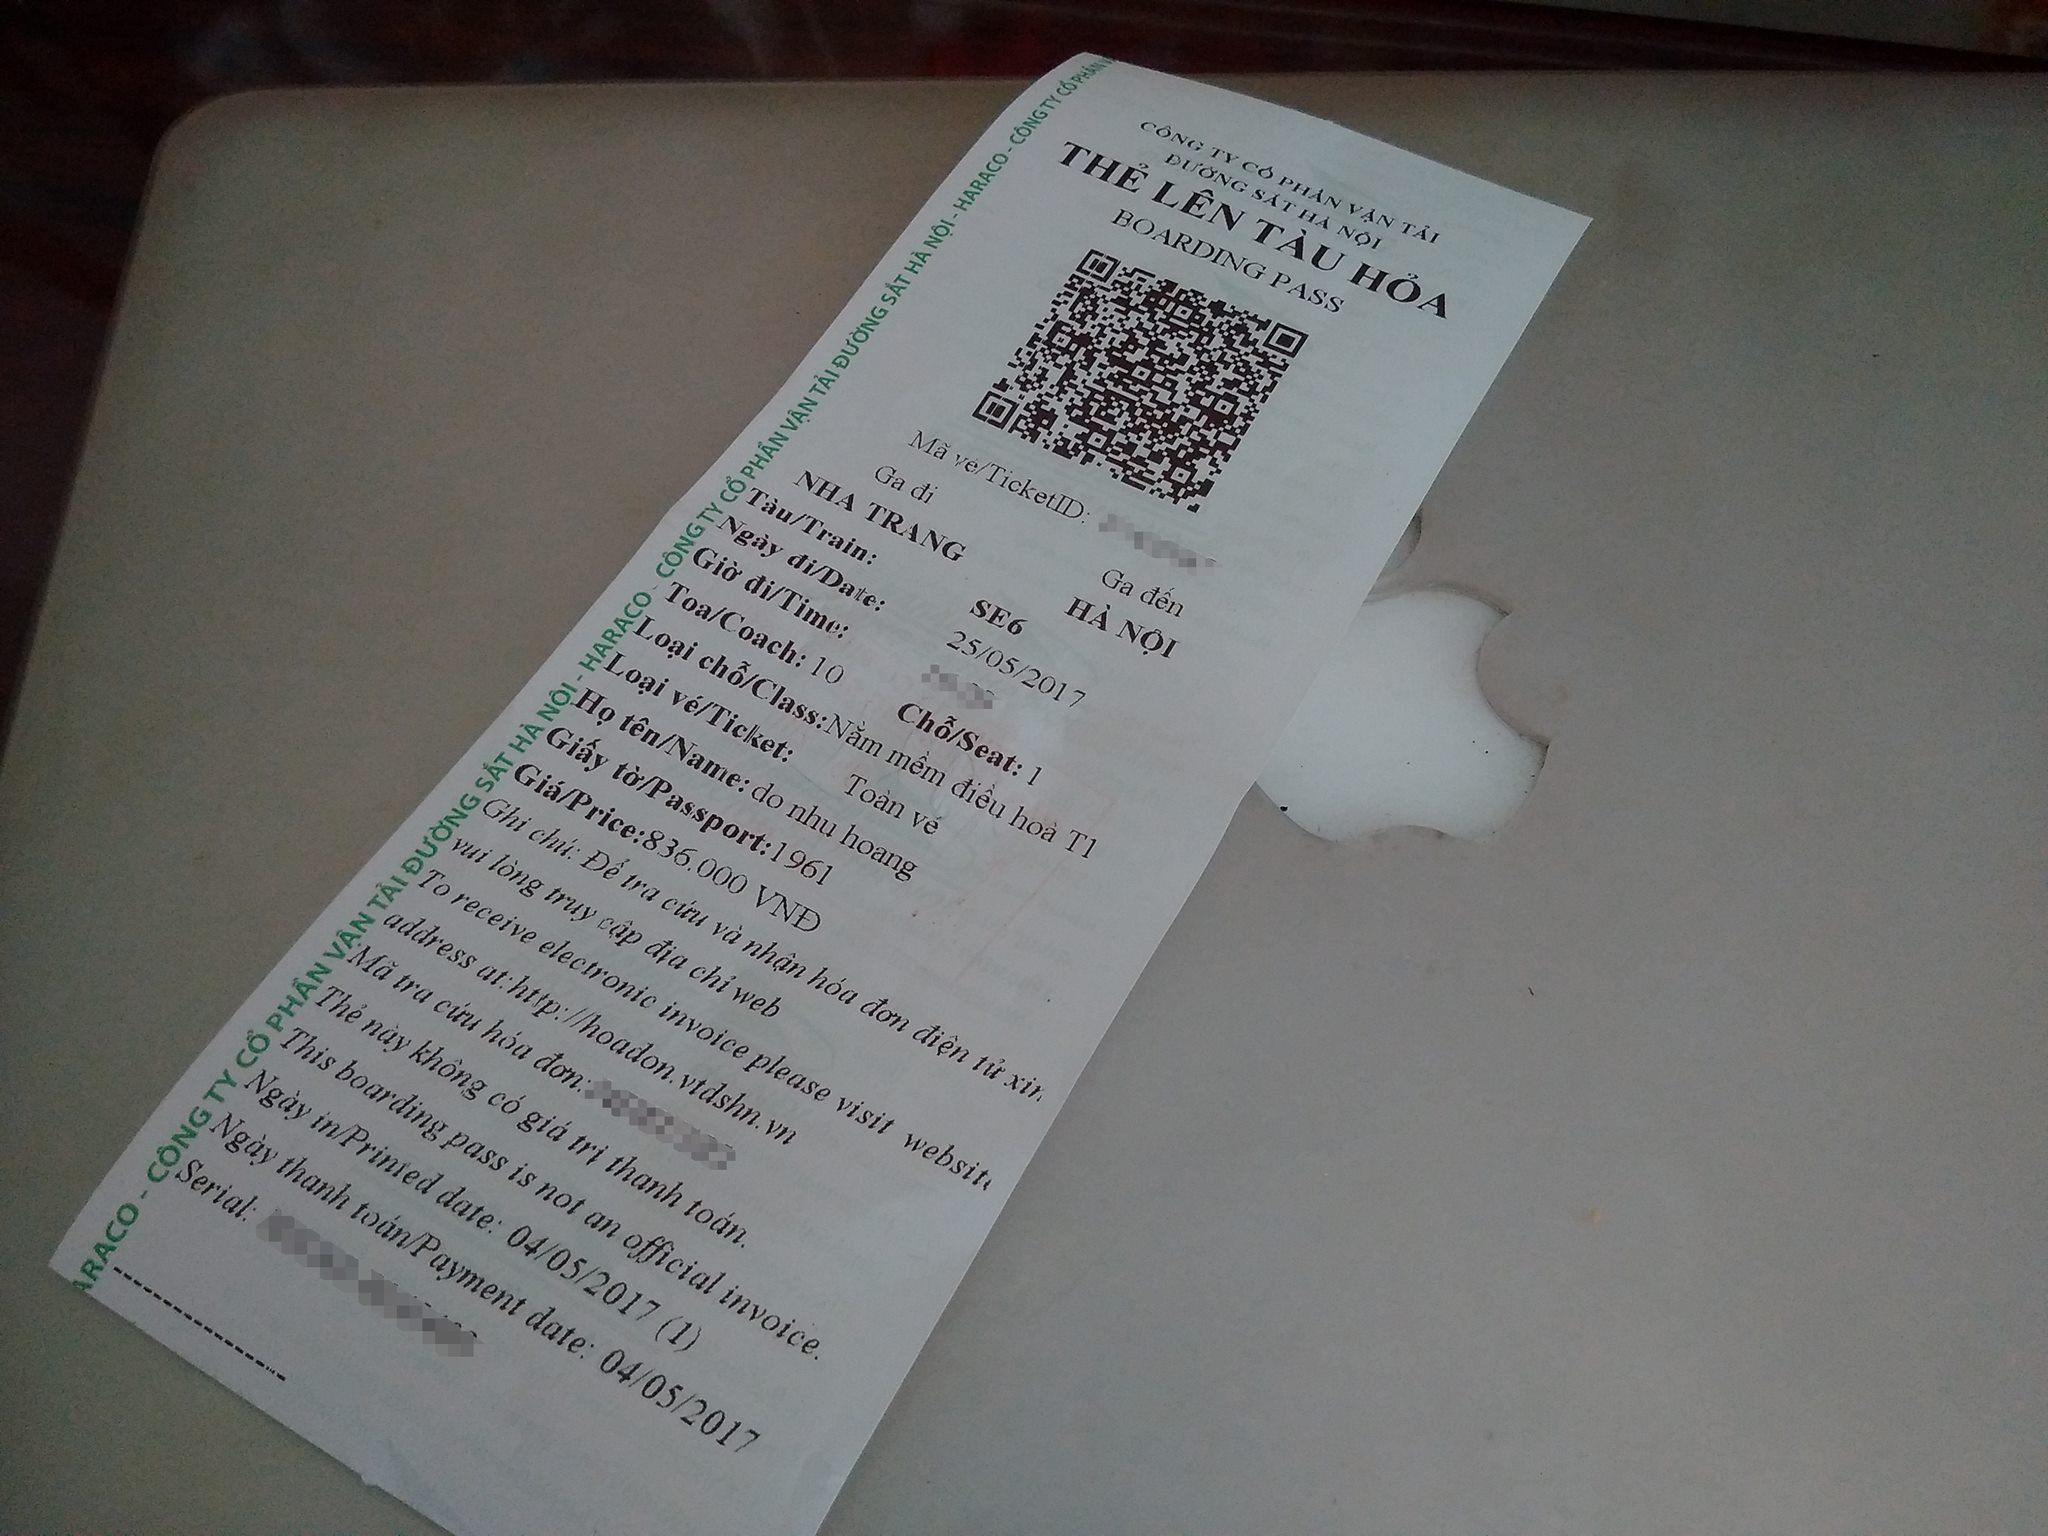 CÔNG TY CỔ PHẦN VẬN TẢI
ĐƯỜNG SẮT HÀ NỘI
THẺ LÊN TÀU HỎA
BOARDING PASS
Mã vé/TicketID:
Ga đi Ga đến
NHA TRANG HÀ NỘI
Tàu/Train: SE6
Ngày đi/Date: 25/05/2017
Giờ đi/Time:
Toa/Coach: 10 Chỗ/Seat: 1
Loại chỗ/Class:Nằm mềm điều hoà T1
Loại vé/Ticket: Toàn vé
Họ tên/Name: do nhu hoang
Giấy tờ/Passport:1961
Giá/Price:836.000 VNĐ
Ghi chú: Để tra cứu và nhận hóa đơn điện tử xin
vui lòng truy cập địa chỉ web
To receive electronic invoice please visit website
address at:http://hoadon.vtdshn.vn
Mã tra cứu hóa đơn:
Thẻ này không có giá trị thanh toán.
This boarding pass is not an official invoice.
Ngày in/Printed date: 04/05/2017 (1)
Ngày thanh toán/Payment date: 04/05/2017
Serial:
ARACO - CÔNG TY CỔ PHẦN VẬN TẢI ĐƯỜNG SẮT HÀ NỘI - HARACO - CÔNG TY CỔ PHẦN VẬN TẢI ĐƯỜNG SẮT HÀ NỘI - HARACO - CÔNG TY CỔ PHẦN